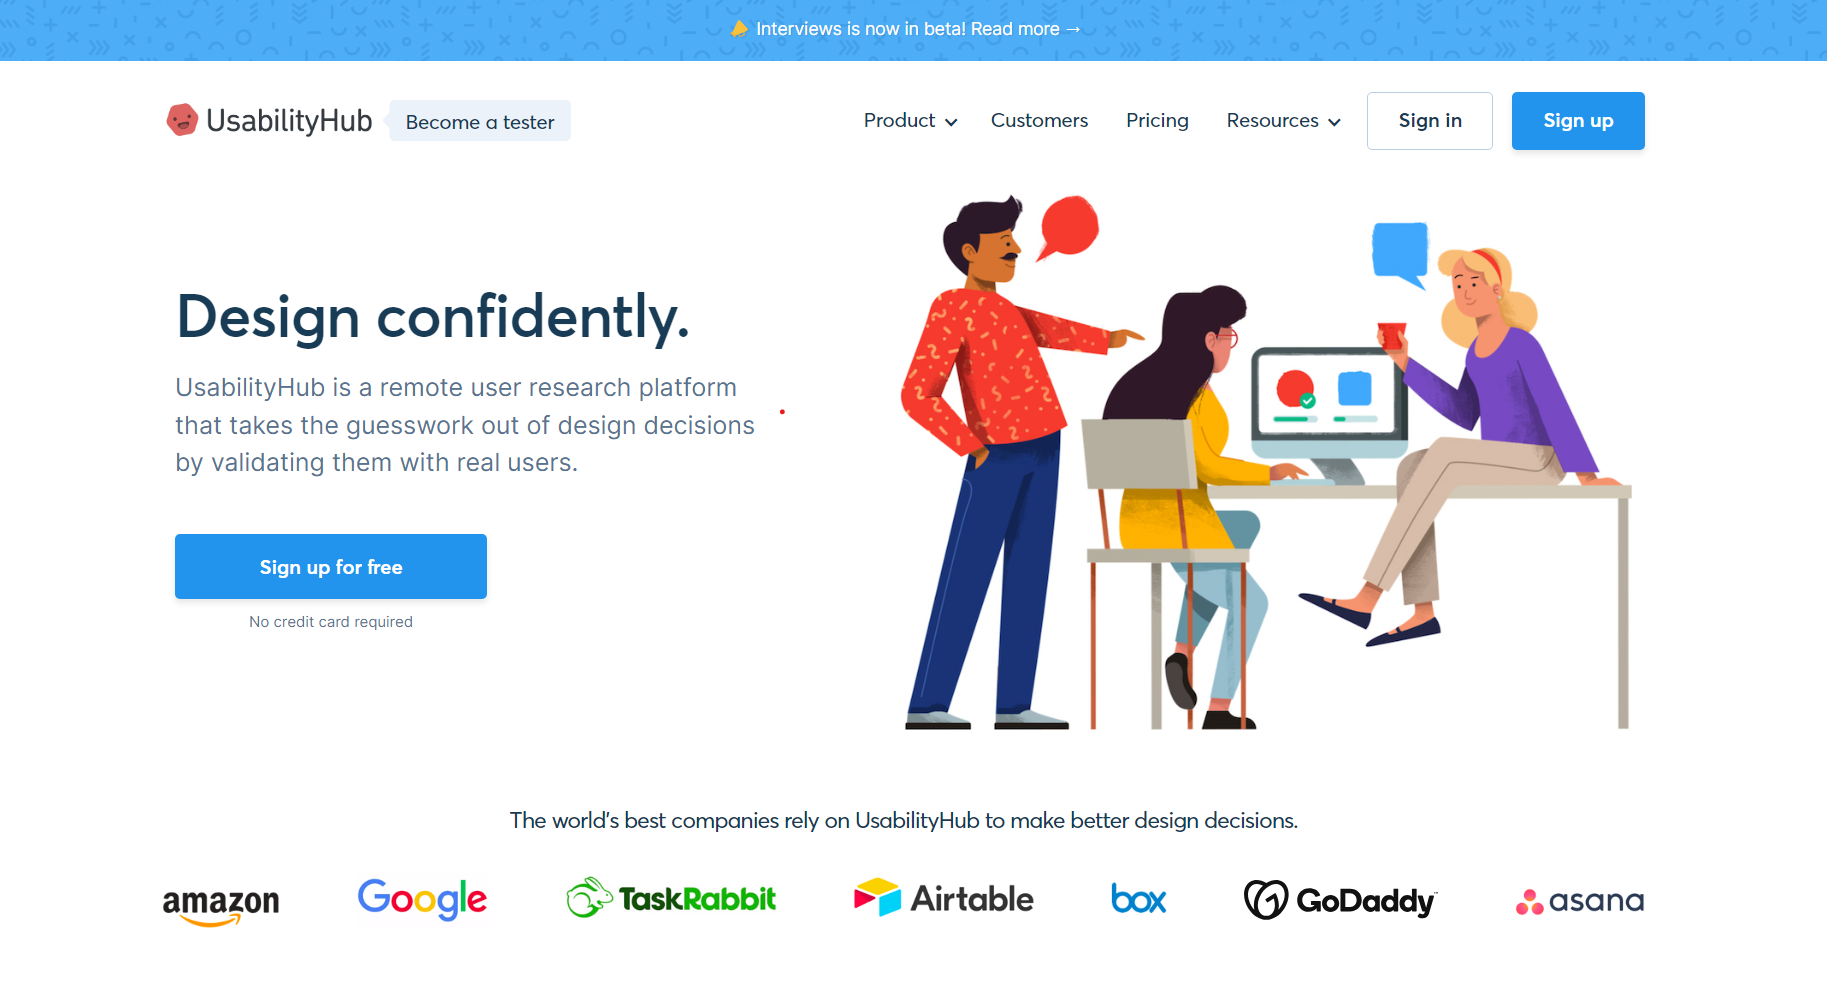 Interviews is now in beta! Read more →
UsabilityHub
Become a tester
Product
Customers
Pricing
Resources
Sign in
Sign up
Design confidently.
UsabilityHub is a remote user research platform
that takes the guesswork out of design decisions
by validating them with real users.
Sign up for free
No credit card required
The world's best companies rely on UsabilityHub to make better design decisions.
amazon
Google
TaskRabbit
Airtable
box
GoDaddy
asana